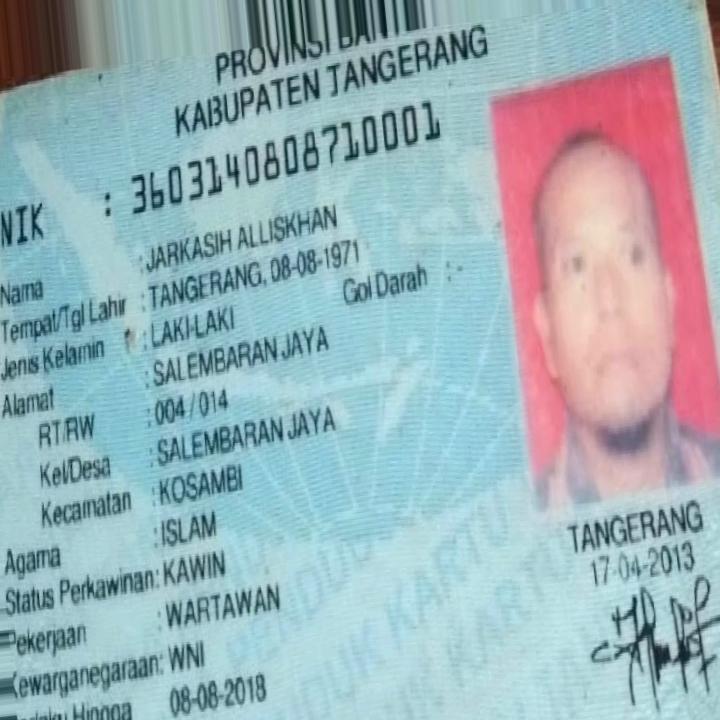 PROVINSI BANTEN
KABUPATEN TANGERANG
NIK : 3603140808710001
Nama : JARKASIH ALLISKHAN
Tempat/Tgl Lahir : TANGERANG, 08-08-1971
Jenis Kelamin : LAKI-LAKI Gol Darah : -
Alamat : SALEMBARAN JAYA
RT/RW : 004 / 014
Kel/Desa : SALEMBARAN JAYA
Kecamatan : KOSAMBI
Agama : ISLAM
Status Perkawinan : KAWIN
Pekerjaan : WARTAWAN
Kewarganegaraan : WNI
Hingga 08-08-2018
TANGERANG
17-04-2013